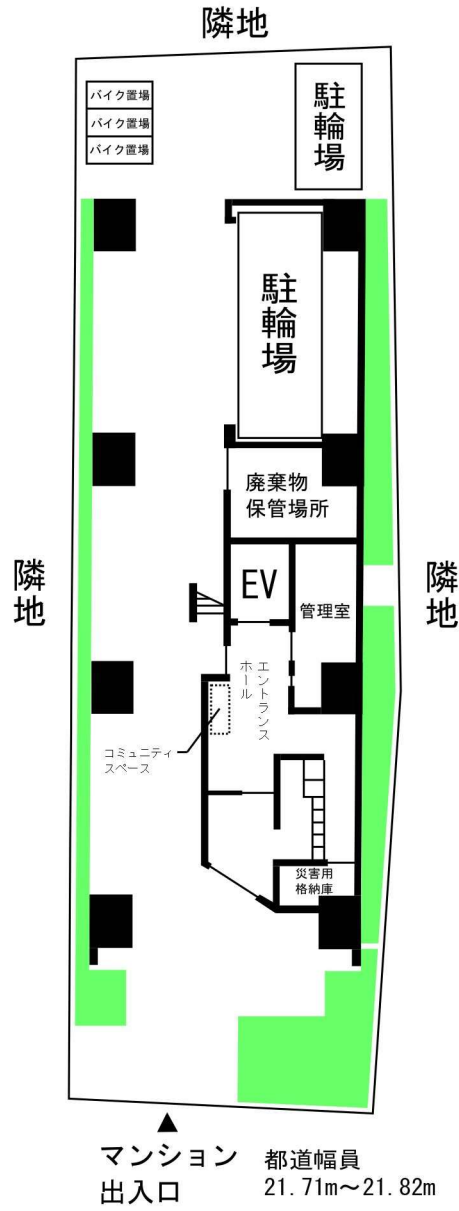 隣地
バイク置場
バイク置場
バイク置場
駐輪場
駐輪場
廃棄物
保管場所
EV
管理室
隣地
隣地
エントランス
ホール
コミュニティ
スペース
災害用
格納庫
マンション
出入口
都道幅員
21.71m～21.82m